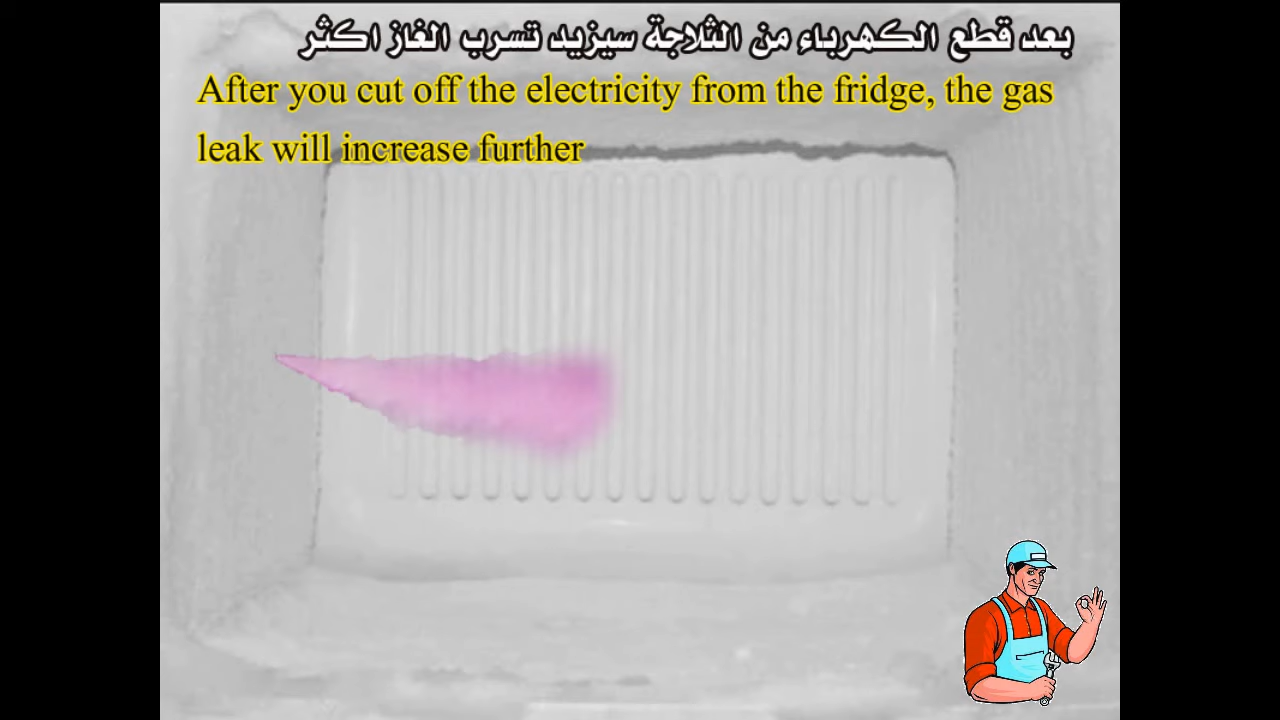 بعد قطع الكهرباء من الثلاجة سيزيد تسرب الغاز اكثر
After you cut off the electricity from the fridge, the gas
leak will increase further